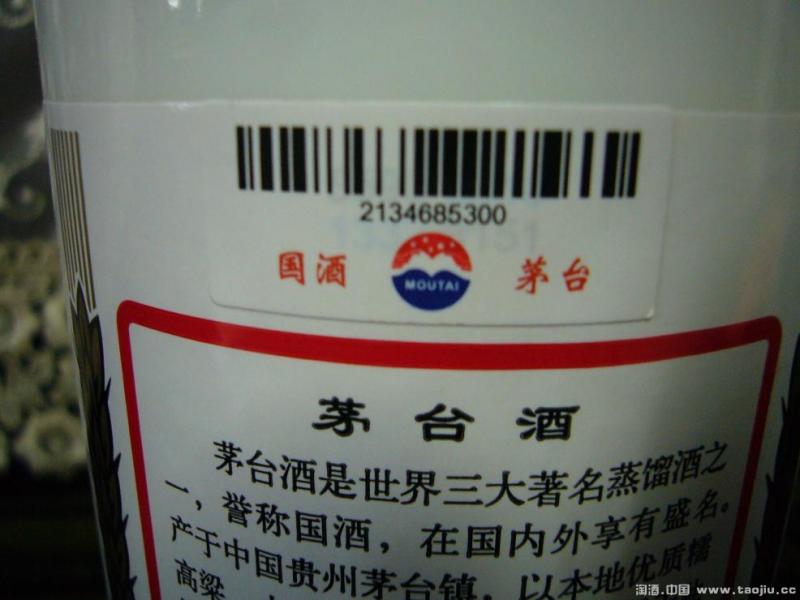 2134685300
国酒 MOUTAI 茅台
茅台酒
茅台酒是世界三大著名蒸馏酒之
一，誉称国酒，在国内外享有盛名。
产于中国贵州茅台镇，以本地优质糯
高粱
淘酒.中国 www.taojiu.cc